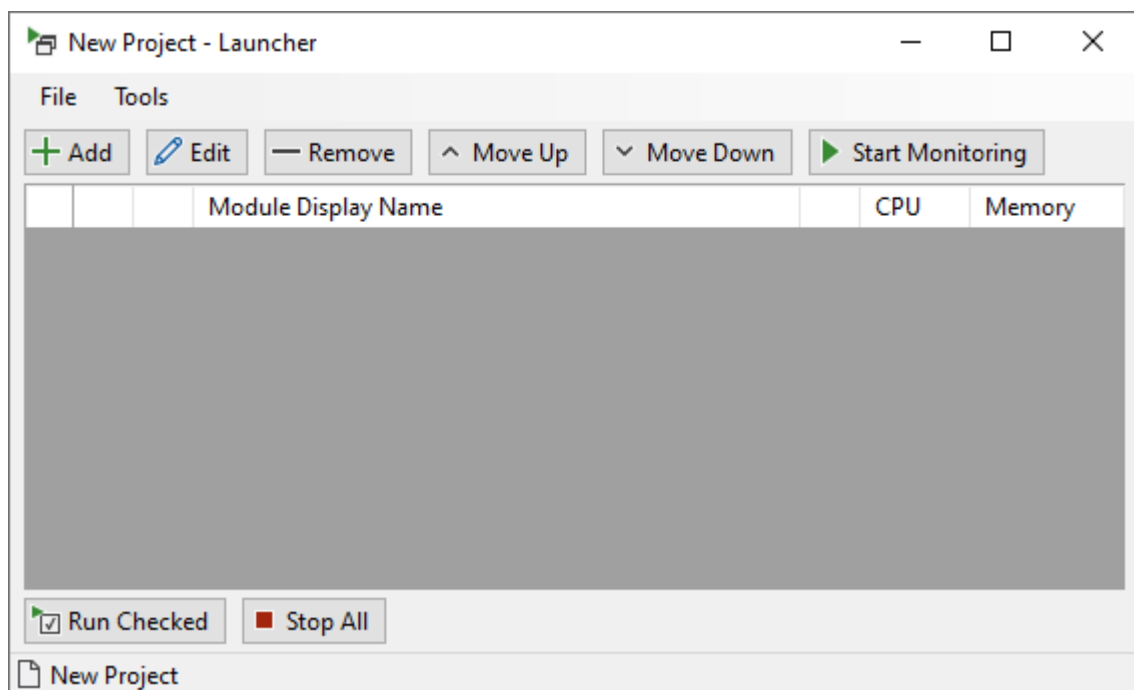 New Project - Launcher
File Tools
Add Edit Remove Move Up Move Down Start Monitoring
Module Display Name CPU Memory
Run Checked Stop All
New Project